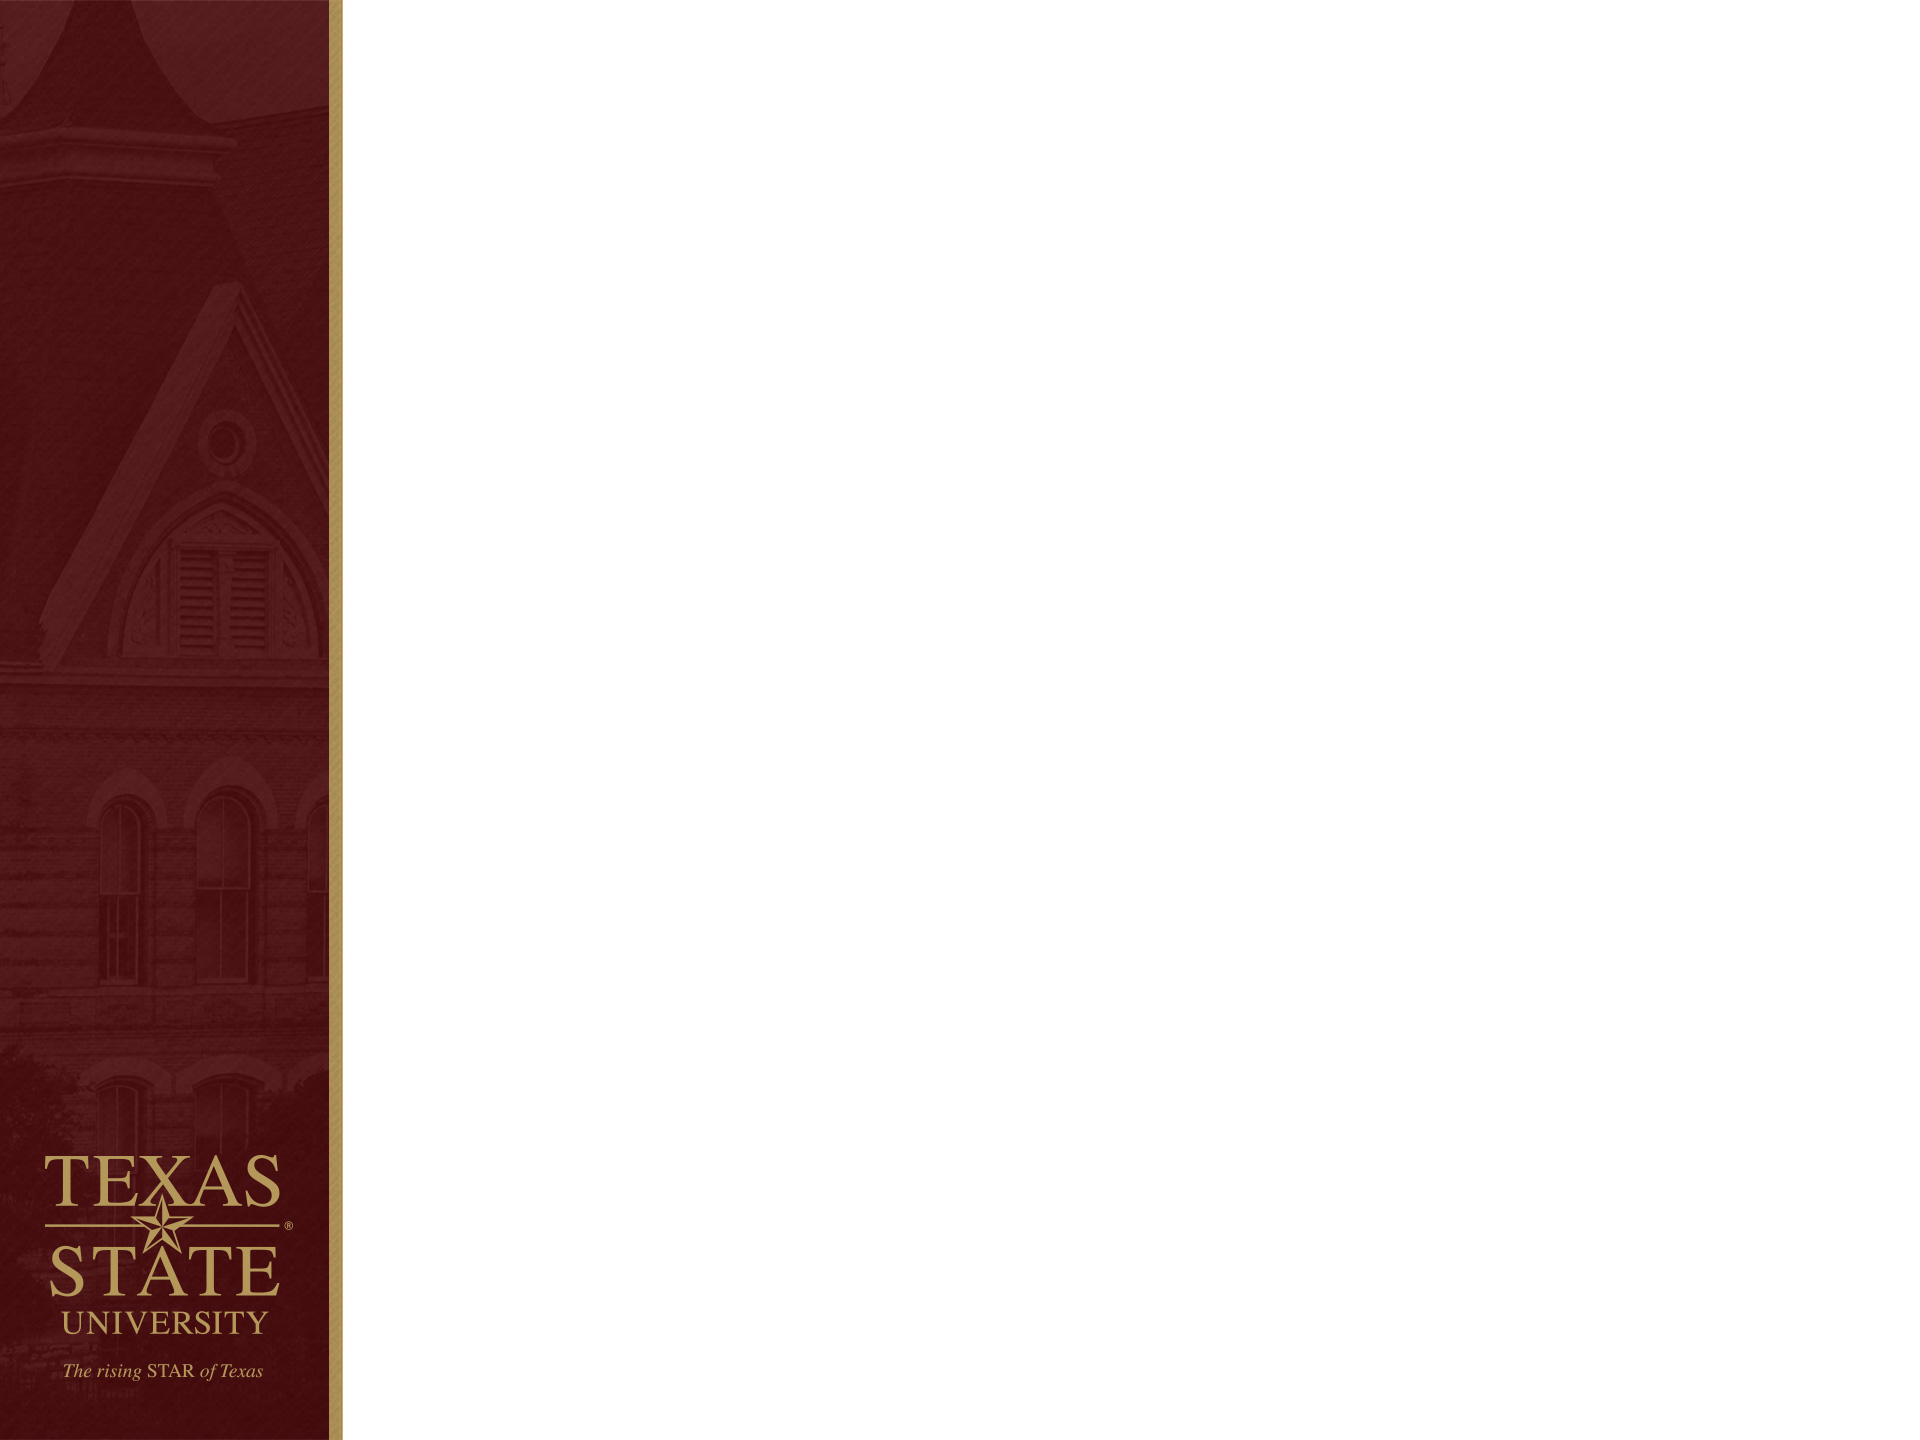 TEXAS
®
STATE
UNIVERSITY
The rising STAR of Texas